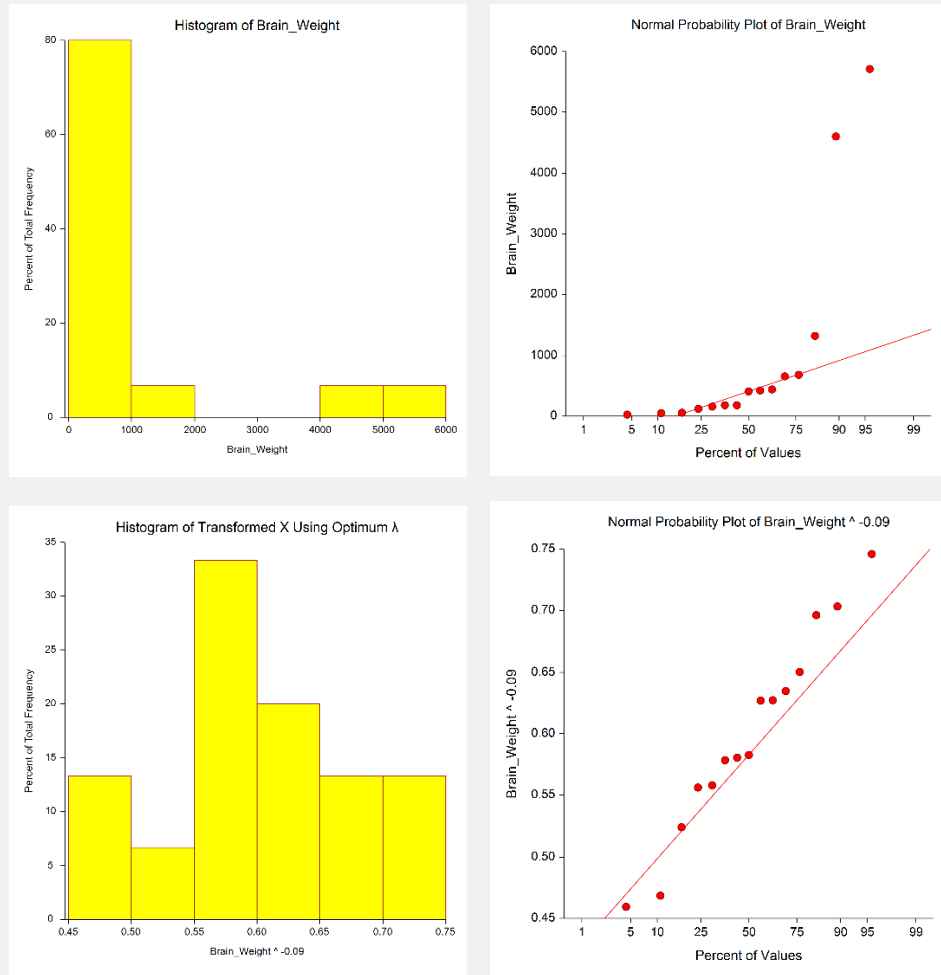 Histogram of Brain_Weight
Percent of Total Frequency
80
60
40
20
0
0 1000 2000 3000 4000 5000 6000
Brain_Weight
Normal Probability Plot of Brain_Weight
Brain_Weight
6000
5000
4000
3000
2000
1000
0
1 5 10 25 50 75 90 95 99
Percent of Values
Histogram of Transformed X Using Optimum λ
Percent of Total Frequency
35
30
25
20
15
10
5
0
0.45 0.50 0.55 0.60 0.65 0.70 0.75
Brain_Weight ^ -0.09
Normal Probability Plot of Brain_Weight ^ -0.09
Brain_Weight ^ -0.09
0.75
0.70
0.65
0.60
0.55
0.50
0.45
1 5 10 25 50 75 90 95 99
Percent of Values